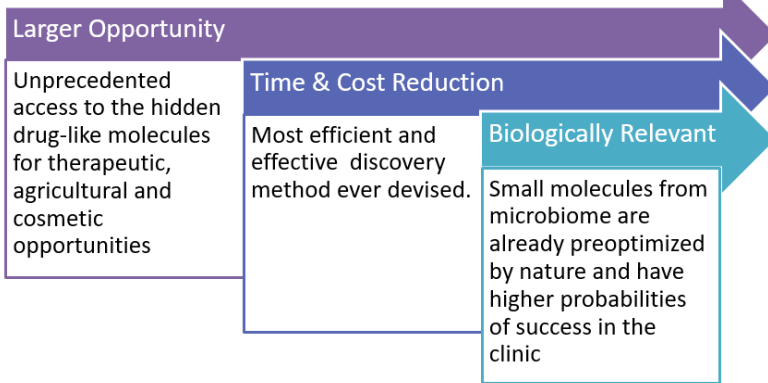 Larger Opportunity
Unprecedented
access to the hidden
drug-like molecules
for therapeutic,
agricultural and
cosmetic
opportunities
Time & Cost Reduction
Most efficient and
effective  discovery
method ever devised.
Biologically Relevant
Small molecules from
microbiome are
already preoptimized
by nature and have
higher probabilities
of success in the
clinic